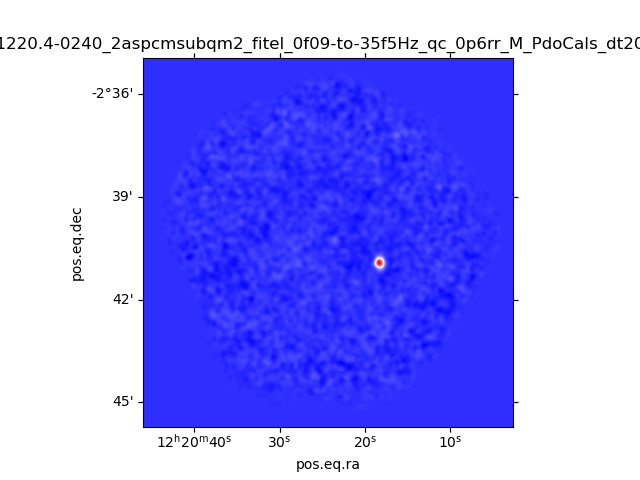 1220.4-0240_2aspcmsubqm2_fitel_0f09-to-35f5Hz_qc_0p6rr_M_PdoCals_dt20
-2°36'
39'
42'
45'
pos.eq.dec
12ʰ20ᵐ40ˢ 30ˢ 20ˢ 10ˢ
pos.eq.ra